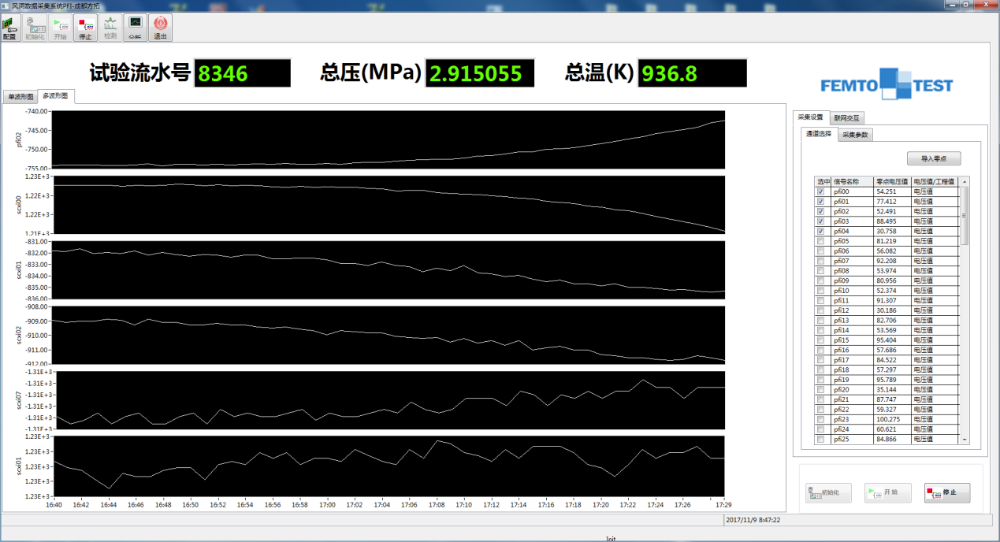 风洞数据采集系统PFI-成都方拓
配置 初始化 开始 停止 检测 分析 退出
试验流水号 8346 总压(MPa) 2.915055 总温(K) 936.8
FEMTO TEST
单波形图 多波形图
采集设置 联网交互
通道选择 采集参数
导入零点
pfi02
-740.00
-745.00
-750.00
-755.00
scxi00
1.23E+3
1.22E+3
1.22E+3
1.21E+3
scxi01
-831.00
-832.00
-833.00
-834.00
-835.00
-836.00
scxi02
-908.00
-909.00
-910.00
-911.00
-912.00
scxi07
-1.31E+3
-1.31E+3
-1.31E+3
-1.31E+3
-1.31E+3
-1.31E+3
scxi01
1.23E+3
1.23E+3
1.23E+3
1.23E+3
1.23E+3
16:40 16:42 16:44 16:46 16:48 16:50 16:52 16:54 16:56 16:58 17:00 17:02 17:04 17:06 17:08 17:10 17:12 17:14 17:16 17:18 17:20 17:22 17:24 17:26 17:29
选中 信号名称 零点电压值 电压值/工程值
pfi00 54.251 电压值
pfi01 77.412 电压值
pfi02 52.491 电压值
pfi03 88.495 电压值
pfi04 30.758 电压值
pfi05 81.219 电压值
pfi06 56.082 电压值
pfi07 92.208 电压值
pfi08 53.974 电压值
pfi09 80.956 电压值
pfi10 52.374 电压值
pfi11 91.307 电压值
pfi12 30.186 电压值
pfi13 82.706 电压值
pfi14 53.569 电压值
pfi15 95.404 电压值
pfi16 57.686 电压值
pfi17 84.522 电压值
pfi18 57.297 电压值
pfi19 95.789 电压值
pfi20 35.144 电压值
pfi21 87.747 电压值
pfi22 59.327 电压值
pfi23 100.275 电压值
pfi24 60.621 电压值
pfi25 84.866 电压值
初始化 开 始 停 止
2017/11/9 8:47:22
Init